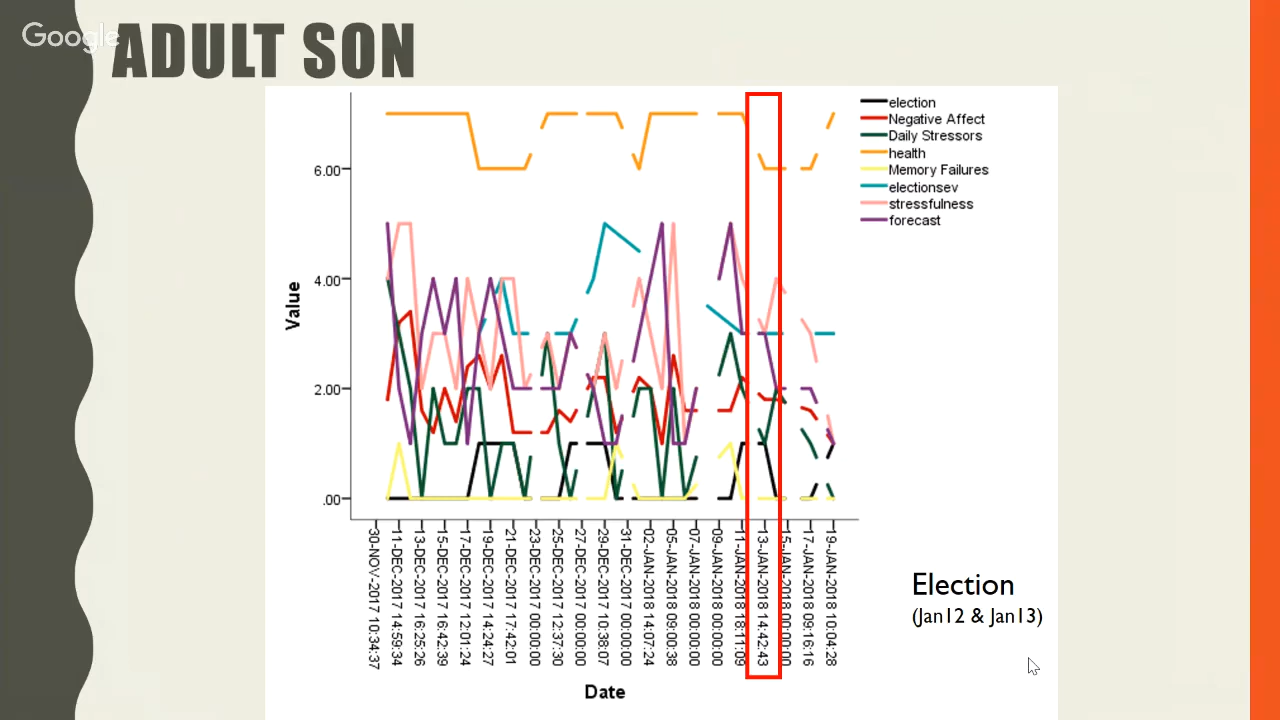 Google
ADULT SON
election
Negative Affect
Daily Stressors
health
Memory Failures
electionsev
stressfulness
forecast
6.00
4.00
2.00
.00
Value
30-NOV-2017 10:34:37
11-DEC-2017 14:59:34
13-DEC-2017 16:25:26
15-DEC-2017 16:42:39
17-DEC-2017 12:01:24
19-DEC-2017 14:24:27
21-DEC-2017 17:42:01
23-DEC-2017 00:00:00
25-DEC-2017 12:37:30
27-DEC-2017 00:00:00
29-DEC-2017 10:38:07
31-DEC-2017 00:00:00
02-JAN-2018 14:07:24
05-JAN-2018 09:00:38
07-JAN-2018 00:00:00
09-JAN-2018 00:00:00
11-JAN-2018 18:11:09
13-JAN-2018 14:42:43
15-JAN-2018 00:00:00
17-JAN-2018 09:16:16
19-JAN-2018 10:04:28
Date
Election
(Jan12 & Jan13)